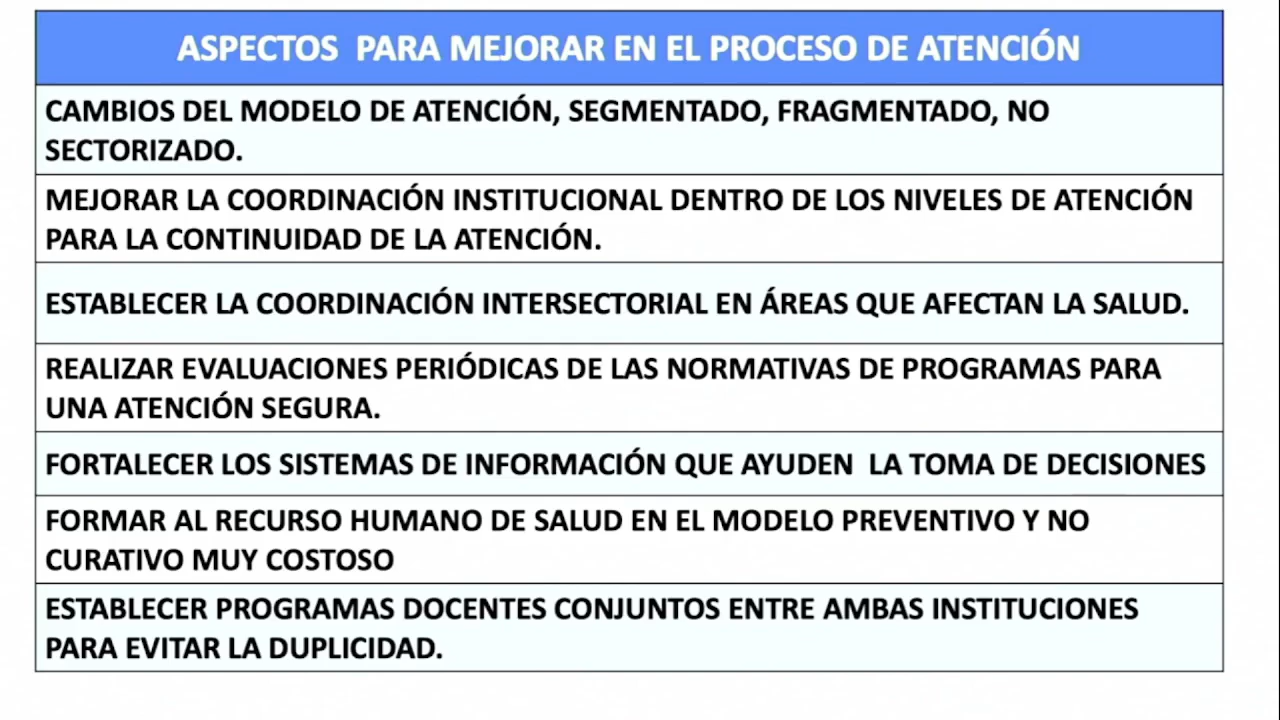 ASPECTOS PARA MEJORAR EN EL PROCESO DE ATENCIÓN
CAMBIOS DEL MODELO DE ATENCIÓN, SEGMENTADO, FRAGMENTADO, NO
SECTORIZADO.
MEJORAR LA COORDINACIÓN INSTITUCIONAL DENTRO DE LOS NIVELES DE ATENCIÓN
PARA LA CONTINUIDAD DE LA ATENCIÓN.
ESTABLECER LA COORDINACIÓN INTERSECTORIAL EN ÁREAS QUE AFECTAN LA SALUD.
REALIZAR EVALUACIONES PERIÓDICAS DE LAS NORMATIVAS DE PROGRAMAS PARA
UNA ATENCIÓN SEGURA.
FORTALECER LOS SISTEMAS DE INFORMACIÓN QUE AYUDEN LA TOMA DE DECISIONES
FORMAR AL RECURSO HUMANO DE SALUD EN EL MODELO PREVENTIVO Y NO
CURATIVO MUY COSTOSO
ESTABLECER PROGRAMAS DOCENTES CONJUNTOS ENTRE AMBAS INSTITUCIONES
PARA EVITAR LA DUPLICIDAD.